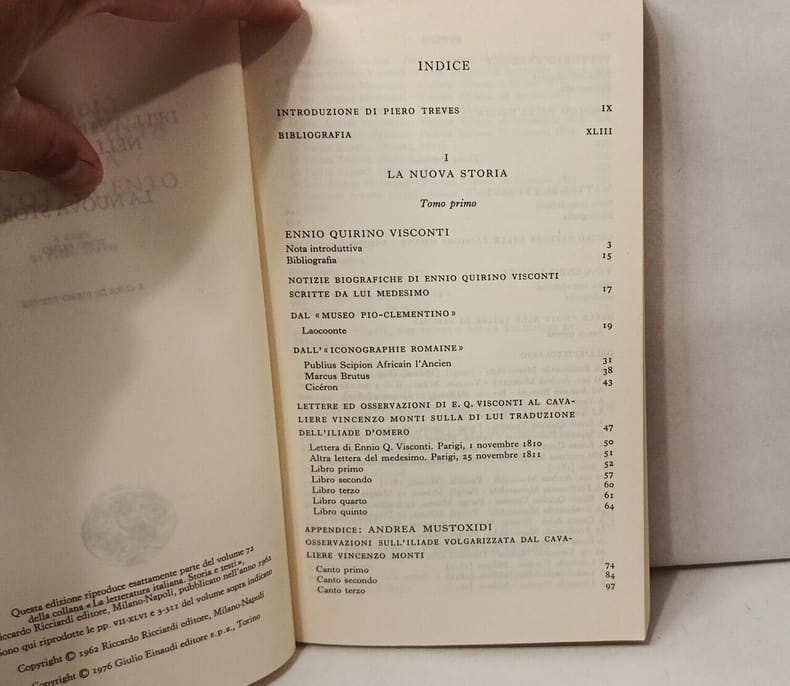 Questa edizione riproduce esattamente parte del volume 72
della collana «La letteratura italiana. Storia e testi»,
Riccardo Ricciardi editore, Milano-Napoli, pubblicato nell'anno 1962
Sono qui riprodotte le pp. VII-XLVI e 3-311 del volume sopra indicato
Copyright © 1962 Riccardo Ricciardi editore, Milano-Napoli
Copyright © 1976 Giulio Einaudi editore s.p.a., Torino
INDICE
INTRODUZIONE DI PIERO TREVES IX
BIBLIOGRAFIA XLIII
I
LA NUOVA STORIA
Tomo primo
ENNIO QUIRINO VISCONTI
Nota introduttiva 3
Bibliografia 15
NOTIZIE BIOGRAFICHE DI ENNIO QUIRINO VISCONTI
SCRITTE DA LUI MEDESIMO 17
DAL «MUSEO PIO-CLEMENTINO»
Laocoonte 19
DALL'«ICONOGRAPHIE ROMAINE»
Publius Scipion Africain l'Ancien 31
Marcus Brutus 38
Cicéron 43
LETTERE ED OSSERVAZIONI DI E. Q. VISCONTI AL CAVA-
LIERE VINCENZO MONTI SULLA DI LUI TRADUZIONE
DELL'ILIADE D'OMERO 47
Lettera di Ennio Q. Visconti. Parigi, 1 novembre 1810 50
Altra lettera del medesimo. Parigi, 25 novembre 1811 51
Libro primo 52
Libro secondo 57
Libro terzo 60
Libro quarto 61
Libro quinto 64
APPENDICE: ANDREA MUSTOXIDI
OSSERVAZIONI SULL'ILIADE VOLGARIZZATA DAL CAVA-
LIERE VINCENZO MONTI
Canto primo 74
Canto secondo 84
Canto terzo 97